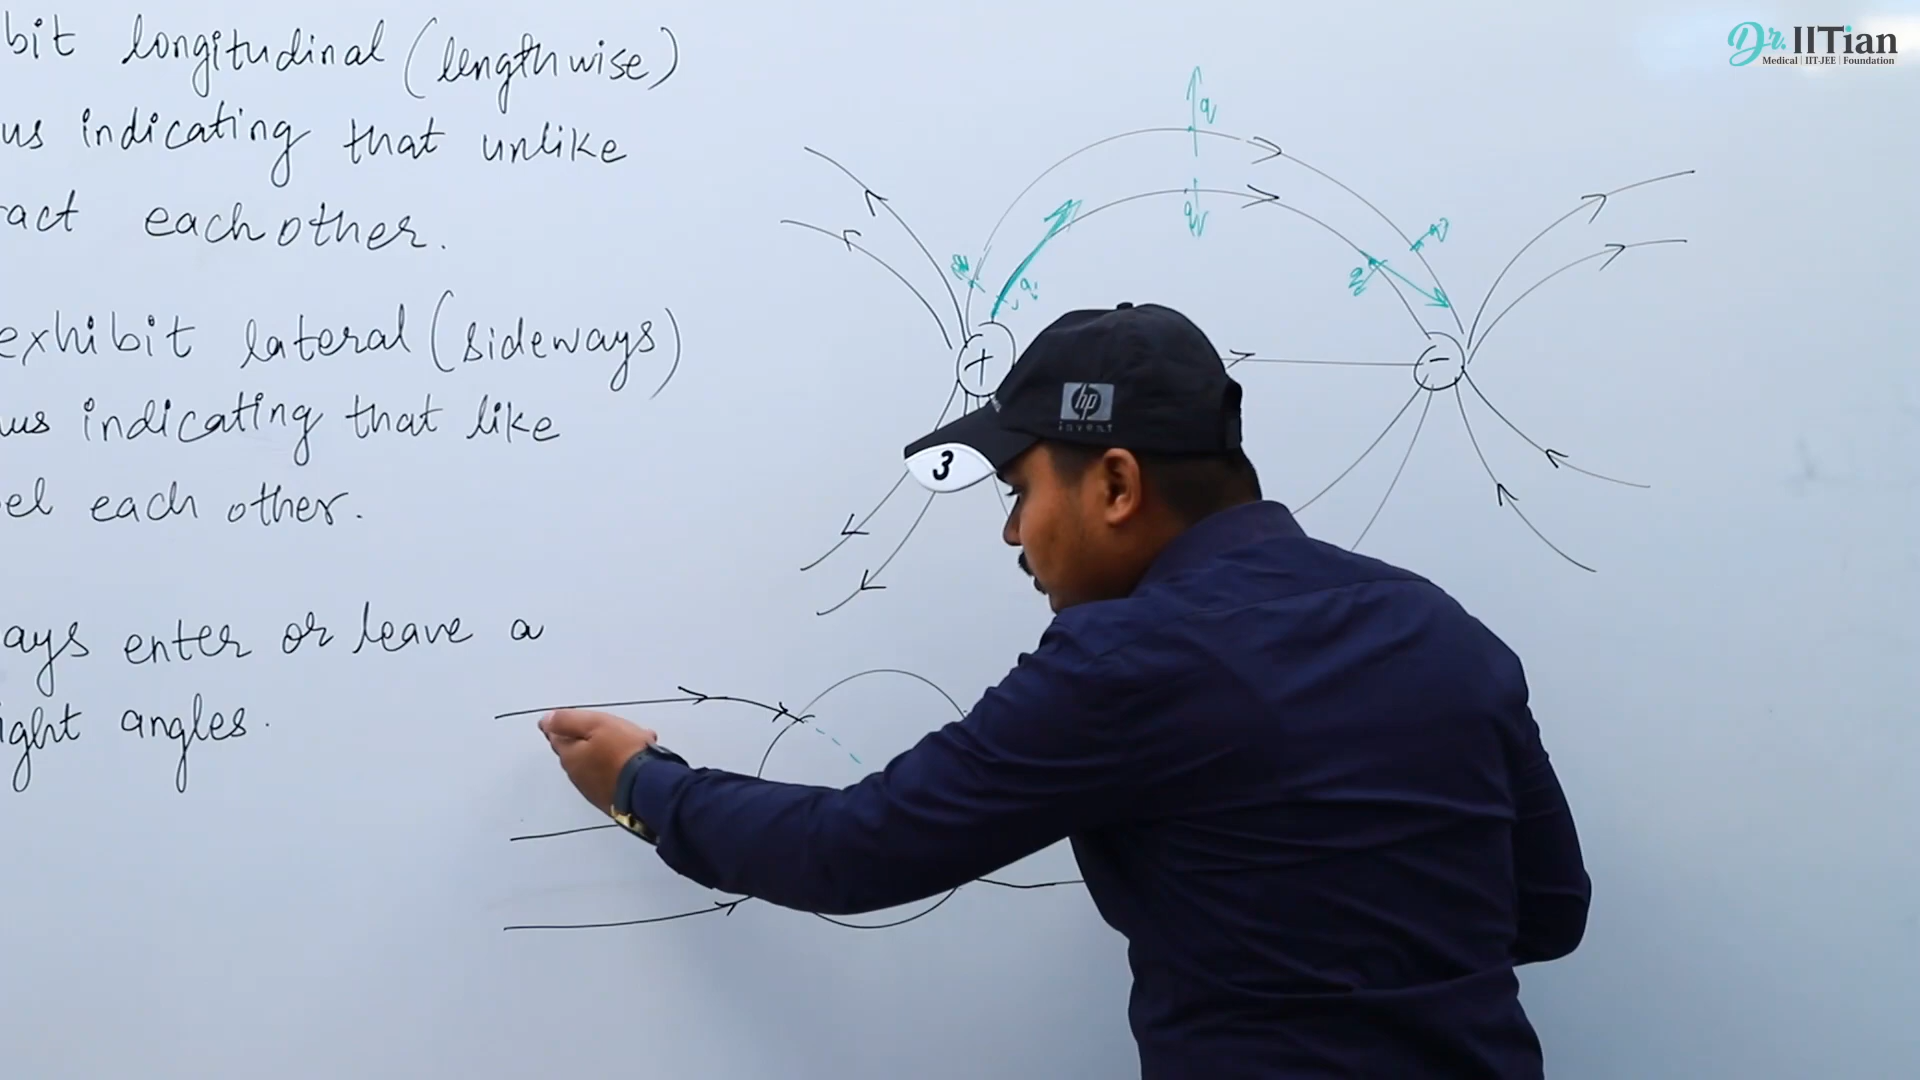 bit longitudinal (lengthwise)
us indicating that unlike
ract each other.
exhibit lateral (sideways)
us indicating that like
el each other.
ays enter or leave a
ight angles.
q
q
q
+
-
hp
invent
3
Dr. IITian
Medical | IIT-JEE | Foundation